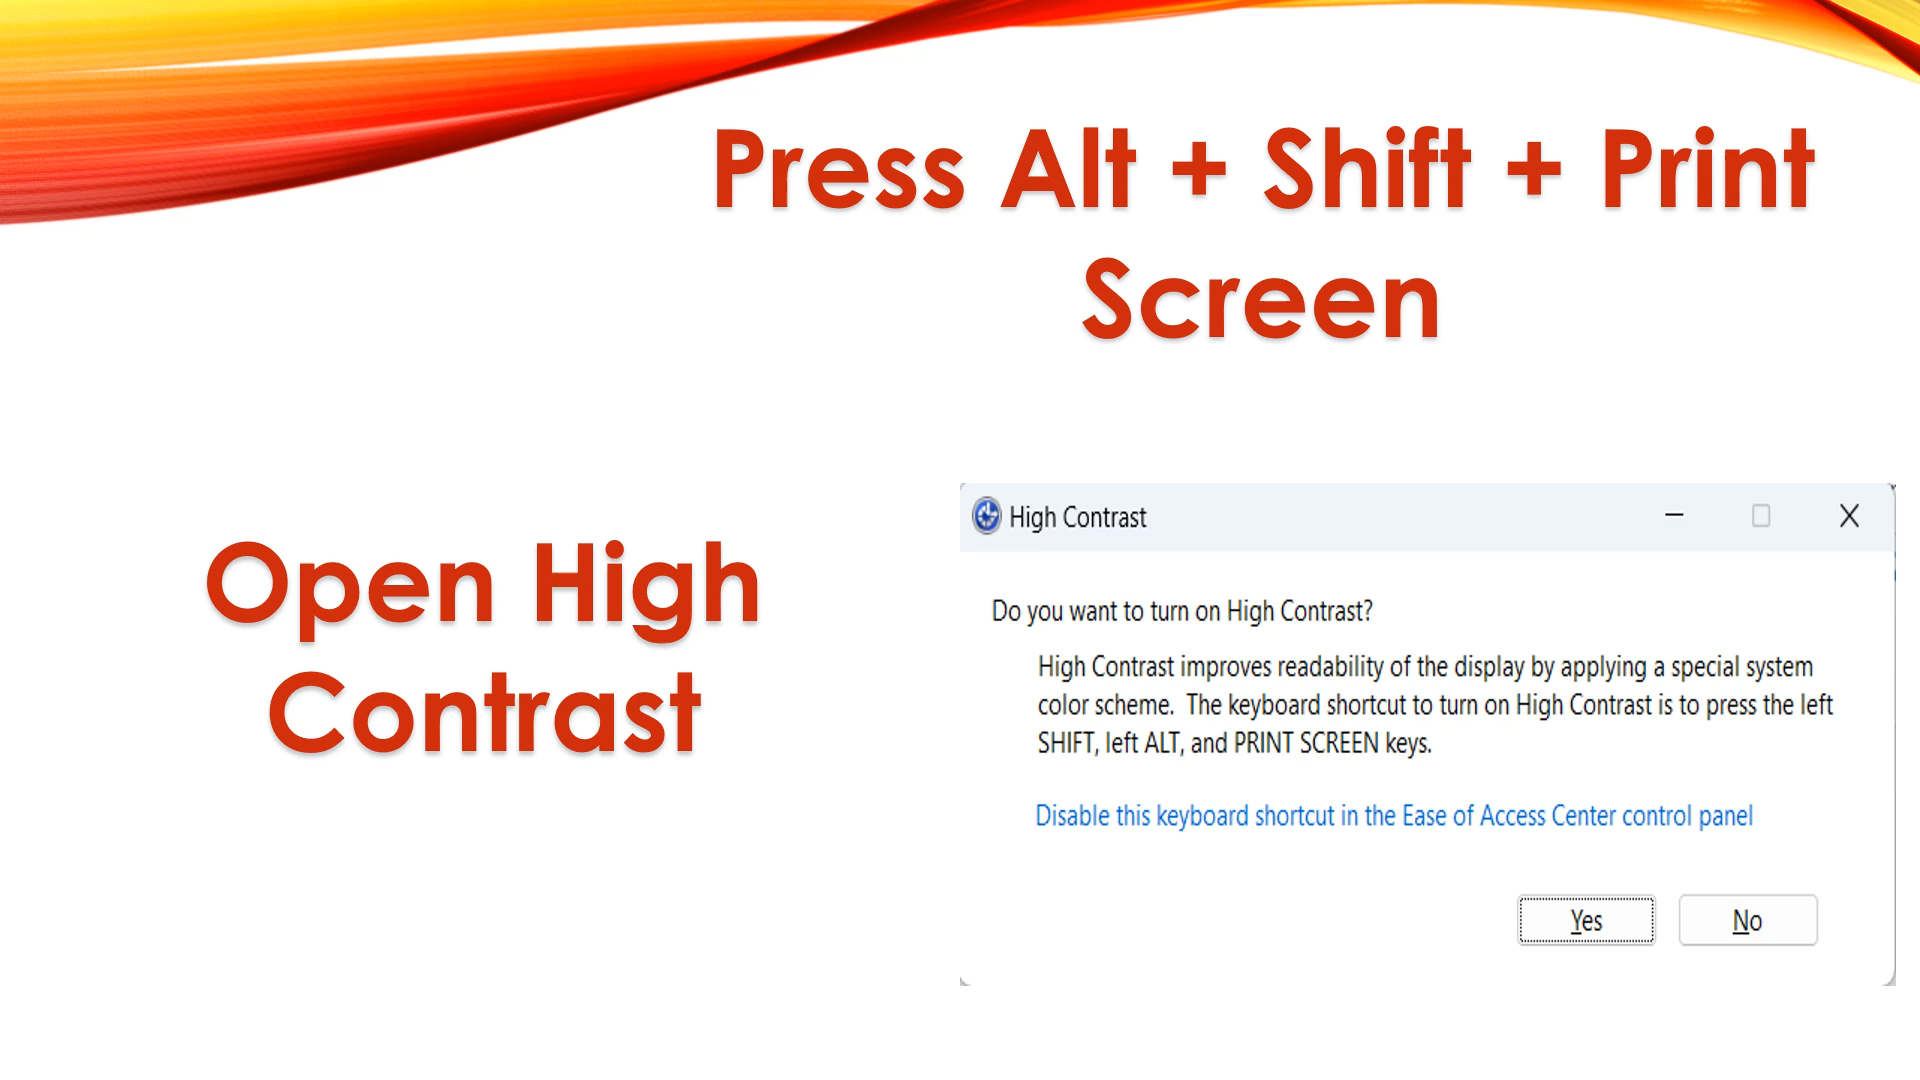 Press Alt + Shift + Print
Screen
Open High
Contrast
High Contrast
Do you want to turn on High Contrast?
High Contrast improves readability of the display by applying a special system
color scheme.  The keyboard shortcut to turn on High Contrast is to press the left
SHIFT, left ALT, and PRINT SCREEN keys.
Disable this keyboard shortcut in the Ease of Access Center control panel
Yes
No